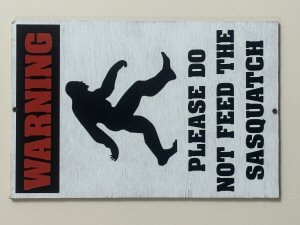 WARNING
PLEASE DO
NOT FEED THE
SASQUATCH